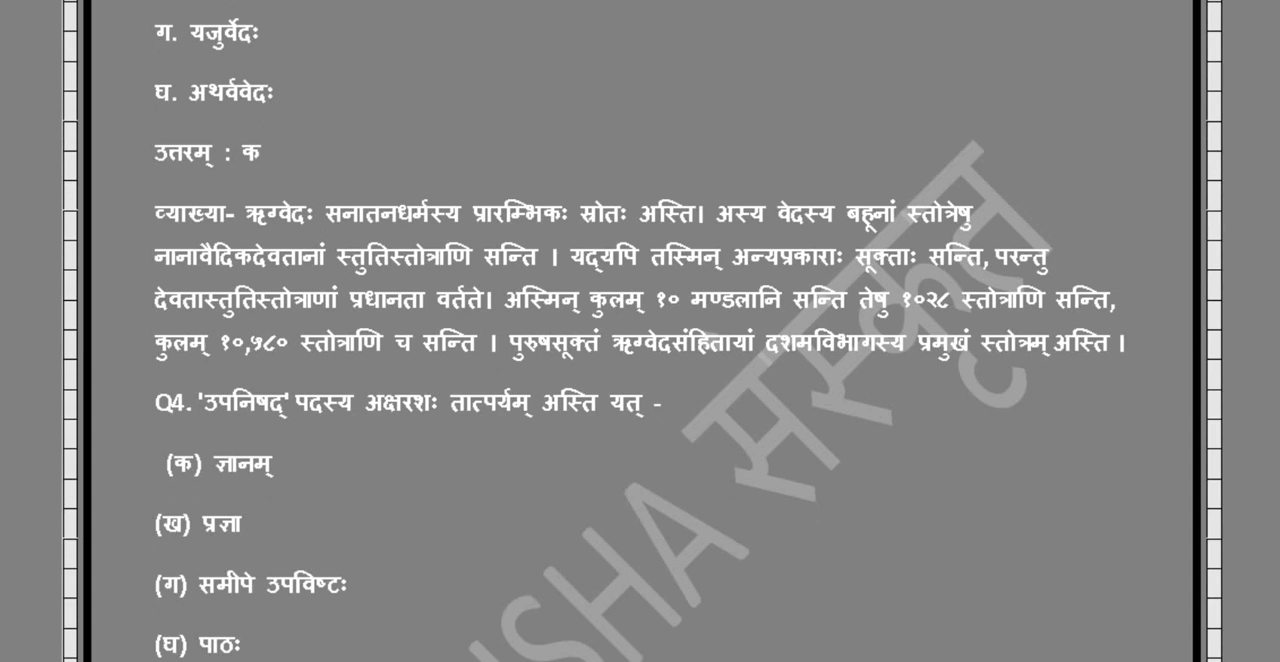 ग. यजुर्वेदः
घ. अथर्ववेदः
उत्तरम् : क
व्याख्या- ऋग्वेदः सनातनधर्मस्य प्रारम्भिकः स्रोतः अस्ति। अस्य वेदस्य बहूनां स्तोत्रेषु
नानावैदिकदेवतानां स्तुतिस्तोत्राणि सन्ति । यद्यपि तस्मिन् अन्यप्रकाराः सूक्ताः सन्ति, परन्तु
देवतास्तुतिस्तोत्राणां प्रधानता वर्तते। अस्मिन् कुलम् १० मण्डलानि सन्ति तेषु १०२८ स्तोत्राणि सन्ति,
कुलम् १०,५८० स्तोत्राणि च सन्ति । पुरुषसूक्तं ऋग्वेदसंहितायां दशमविभागस्य प्रमुखं स्तोत्रम् अस्ति ।
Q4. 'उपनिषद्' पदस्य अक्षरशः तात्पर्यम् अस्ति यत् -
(क) ज्ञानम्
(ख) प्रज्ञा
(ग) समीपे उपविष्टः
(घ) पाठः
संस्कृत